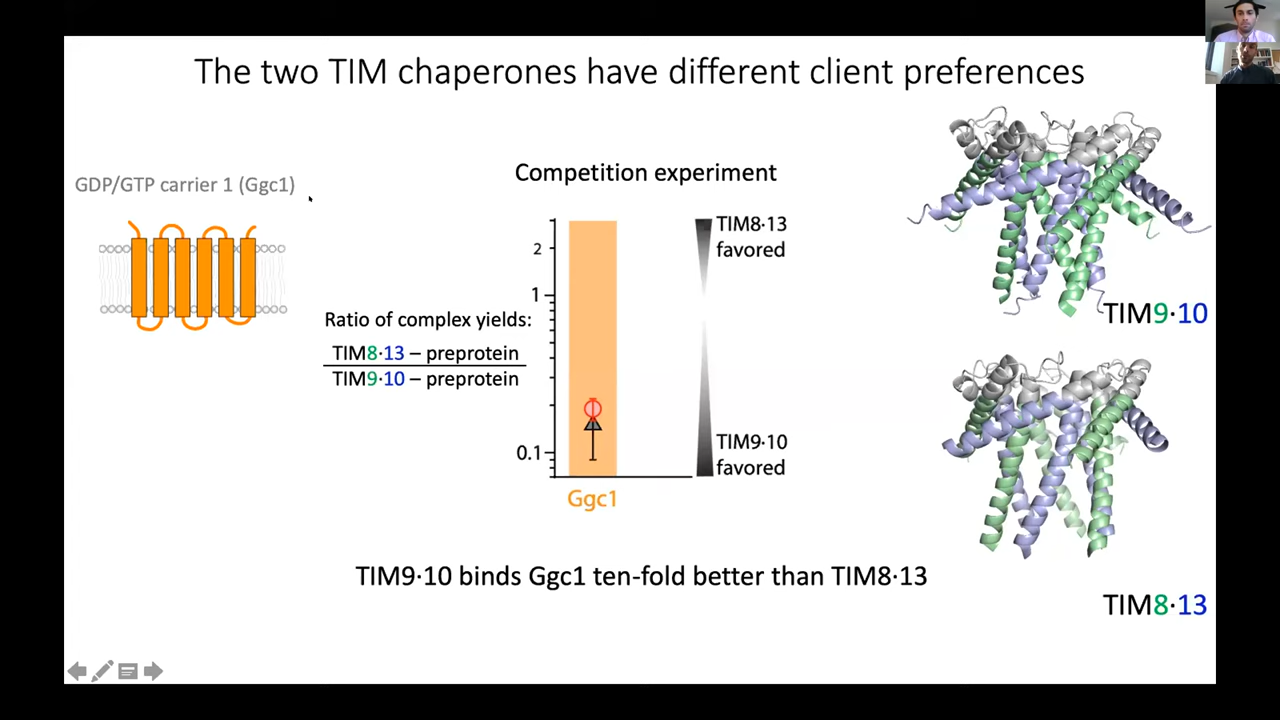 The two TIM chaperones have different client preferences
GDP/GTP carrier 1 (Ggc1)
Competition experiment
Ratio of complex yields:
TIM8·13 – preprotein
TIM9·10 – preprotein
2
1
0.1
Ggc1
TIM8·13
favored
TIM9·10
favored
TIM9·10
TIM8·13
TIM9·10 binds Ggc1 ten-fold better than TIM8·13